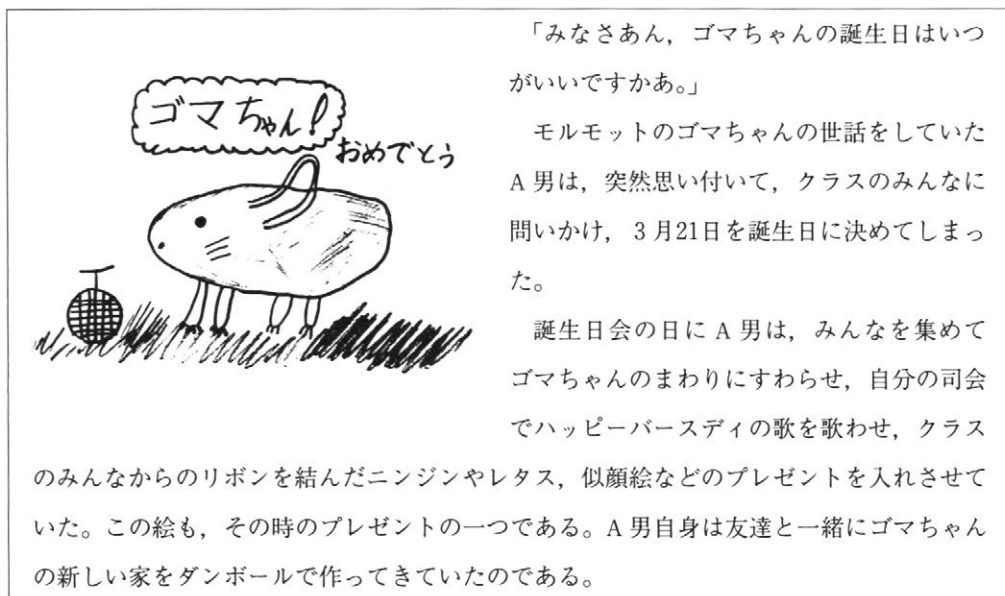 「みなさあん，ゴマちゃんの誕生日はいつ
がいいですかあ。」
ゴマちゃん!
おめでとう
モルモットのゴマちゃんの世話をしていた
A男は，突然思い付いて，クラスのみんなに
問いかけ，3月21日を誕生日に決めてしまっ
た。
誕生日会の日にA男は，みんなを集めて
ゴマちゃんのまわりにすわらせ，自分の司会
でハッピーバースディの歌を歌わせ，クラス
のみんなからのリボンを結んだニンジンやレタス，似顔絵などのプレゼントを入れさせて
いた。この絵も，その時のプレゼントの一つである。A男自身は友達と一緒にゴマちゃん
の新しい家をダンボールで作ってきていたのである。